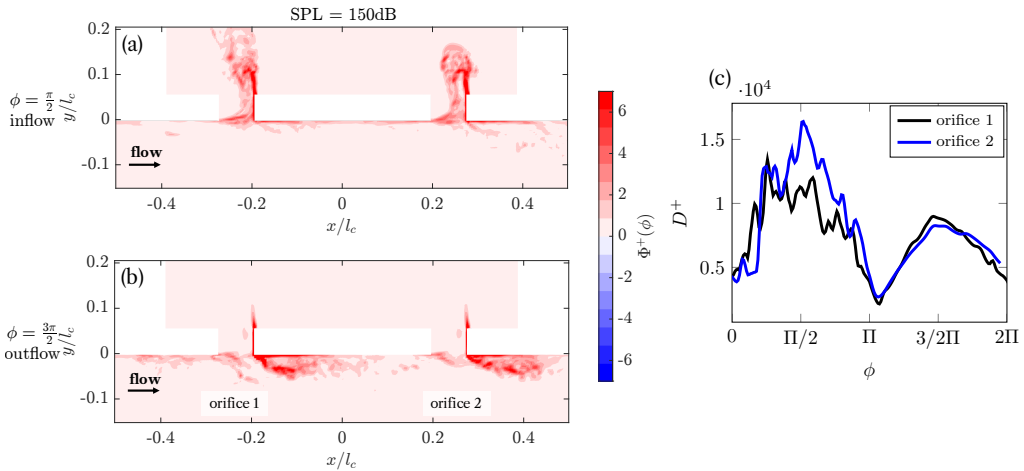 SPL = 150dB
(a)
0.2
0.1
0
-0.1
y/l_c
ϕ = π/2
inflow
flow
-0.4
-0.2
0
0.2
0.4
x/l_c
(b)
0.2
0.1
0
-0.1
y/l_c
ϕ = 3π/2
outflow
flow
orifice 1
orifice 2
-0.4
-0.2
0
0.2
0.4
x/l_c
6
4
2
0
-2
-4
-6
Φ⁺(ϕ)
(c)
·10⁴
orifice 1
orifice 2
1.5
1
0.5
D⁺
0
Π/2
Π
3/2Π
2Π
ϕ